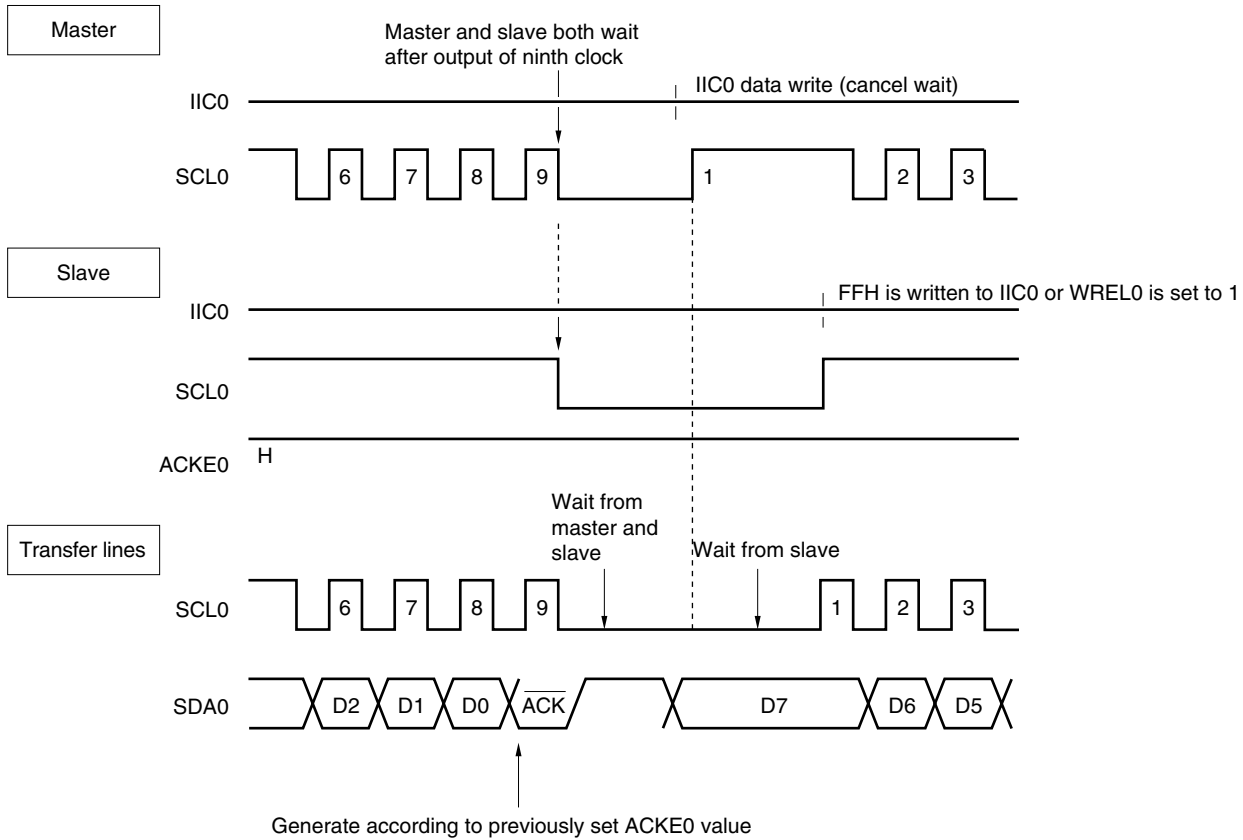 Master
Master and slave both wait
after output of ninth clock
IIC0
IIC0 data write (cancel wait)
SCL0
6 7 8 9 1 2 3
Slave
IIC0
FFH is written to IIC0 or WREL0 is set to 1
SCL0
ACKE0
H
Transfer lines
Wait from
master and
slave
Wait from slave
SCL0
6 7 8 9 1 2 3
SDA0
D2 D1 D0 ACK D7 D6 D5
Generate according to previously set ACKE0 value